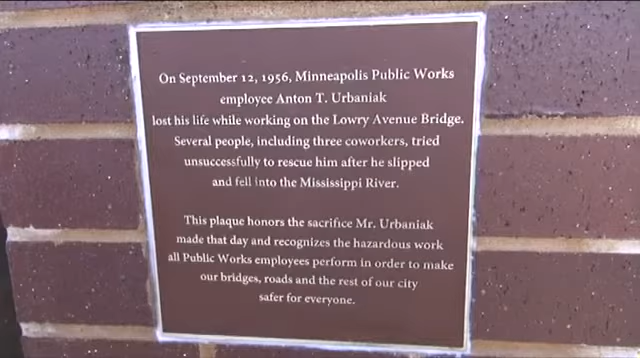 On September 12, 1956, Minneapolis Public Works
employee Anton T. Urbaniak
lost his life while working on the Lowry Avenue Bridge.
Several people, including three coworkers, tried
unsuccessfully to rescue him after he slipped
and fell into the Mississippi River.
This plaque honors the sacrifice Mr. Urbaniak
made that day and recognizes the hazardous work
all Public Works employees perform in order to make
our bridges, roads and the rest of our city
safer for everyone.